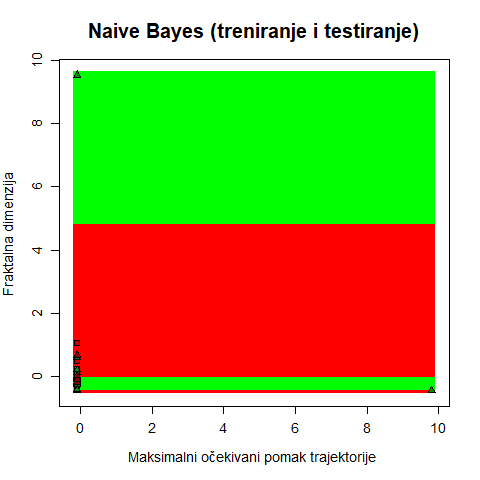 Naive Bayes (treniranje i testiranje)
Fraktalna dimenzija
10
8
6
4
2
0
0 2 4 6 8 10
Maksimalni očekivani pomak trajektorije